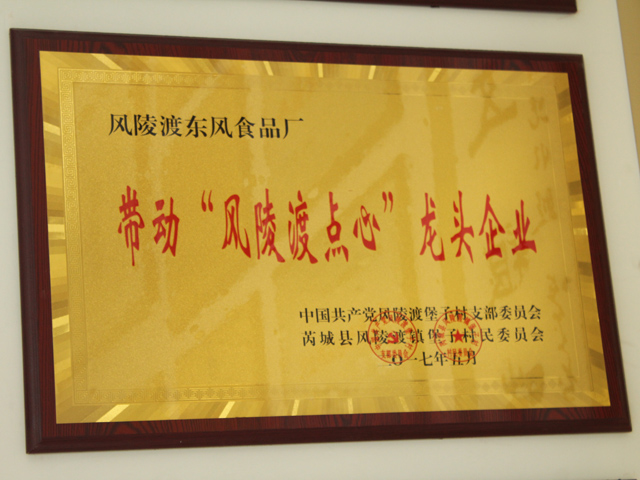 风陵渡东风食品厂
带动“风陵渡点心”龙头企业
中国共产党风陵渡堡子村支部委员会
芮城县风陵渡镇堡子村民委员会
二〇一七年五月